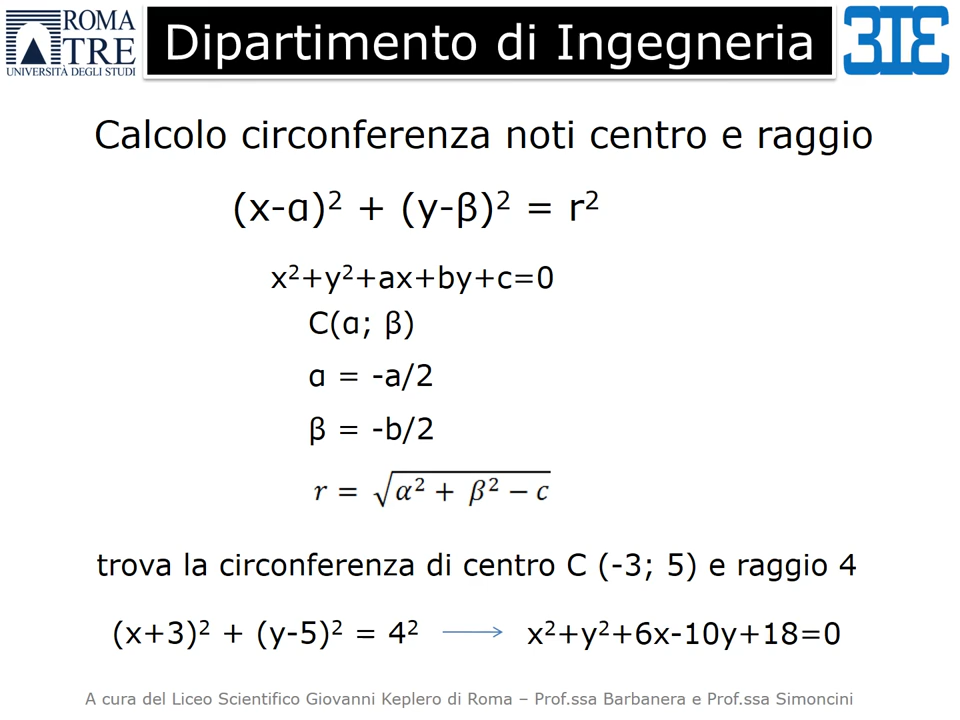 ROMA
TRE
UNIVERSITÀ DEGLI STUDI
Dipartimento di Ingegneria
Calcolo circonferenza noti centro e raggio
(x-α)² + (y-β)² = r²
x²+y²+ax+by+c=0
C(α; β)
α = -a/2
β = -b/2
r = √(α² + β² − c)
trova la circonferenza di centro C (-3; 5) e raggio 4
(x+3)² + (y-5)² = 4² → x²+y²+6x-10y+18=0
A cura del Liceo Scientifico Giovanni Keplero di Roma – Prof.ssa Barbanera e Prof.ssa Simoncini